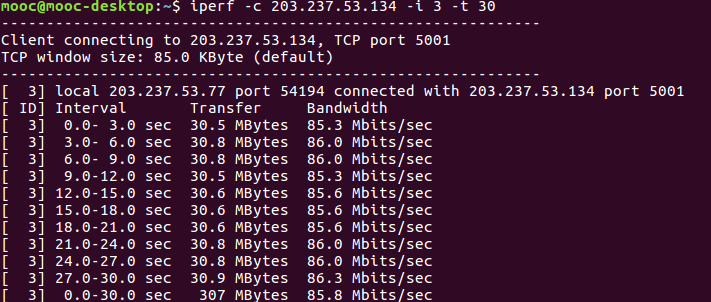 mooc@mooc-desktop:~$ iperf -c 203.237.53.134 -i 3 -t 30
------------------------------------------------------------
Client connecting to 203.237.53.134, TCP port 5001
TCP window size: 85.0 KByte (default)
------------------------------------------------------------
[  3] local 203.237.53.77 port 54194 connected with 203.237.53.134 port 5001
[ ID] Interval       Transfer     Bandwidth
[  3]  0.0- 3.0 sec  30.5 MBytes  85.3 Mbits/sec
[  3]  3.0- 6.0 sec  30.8 MBytes  86.0 Mbits/sec
[  3]  6.0- 9.0 sec  30.8 MBytes  86.0 Mbits/sec
[  3]  9.0-12.0 sec  30.5 MBytes  85.3 Mbits/sec
[  3] 12.0-15.0 sec  30.6 MBytes  85.6 Mbits/sec
[  3] 15.0-18.0 sec  30.6 MBytes  85.6 Mbits/sec
[  3] 18.0-21.0 sec  30.6 MBytes  85.6 Mbits/sec
[  3] 21.0-24.0 sec  30.8 MBytes  86.0 Mbits/sec
[  3] 24.0-27.0 sec  30.8 MBytes  86.0 Mbits/sec
[  3] 27.0-30.0 sec  30.9 MBytes  86.3 Mbits/sec
[  3]  0.0-30.0 sec   307 MBytes  85.8 Mbits/sec